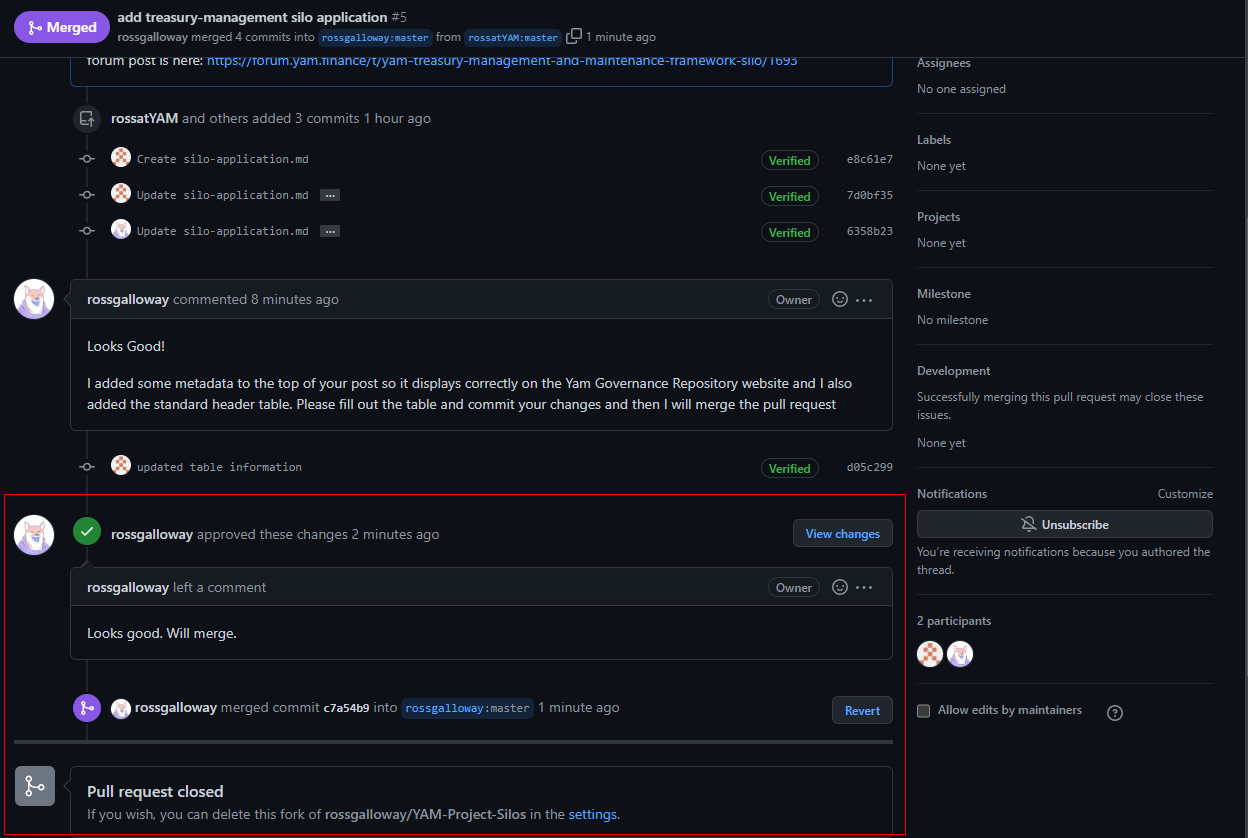 Merged
add treasury-management silo application #5
rossgalloway merged 4 commits into rossgalloway:master from rossatYAM:master 1 minute ago
forum post is here: https://forum.yam.finance/t/yam-treasury-management-and-maintenance-framework-silo/1693
rossatYAM and others added 3 commits 1 hour ago
Create silo-application.md Verified e8c61e7
Update silo-application.md ... Verified 7d0bf35
Update silo-application.md ... Verified 6358b23
rossgalloway commented 8 minutes ago Owner
Looks Good!
I added some metadata to the top of your post so it displays correctly on the Yam Governance Repository website and I also
added the standard header table. Please fill out the table and commit your changes and then I will merge the pull request
updated table information Verified d05c299
rossgalloway approved these changes 2 minutes ago View changes
rossgalloway left a comment Owner
Looks good. Will merge.
rossgalloway merged commit c7a54b9 into rossgalloway:master 1 minute ago Revert
Pull request closed
If you wish, you can delete this fork of rossgalloway/YAM-Project-Silos in the settings.
Assignees
No one assigned
Labels
None yet
Projects
None yet
Milestone
No milestone
Development
Successfully merging this pull request may close these
issues.
None yet
Notifications Customize
Unsubscribe
You're receiving notifications because you authored the
thread.
2 participants
Allow edits by maintainers ?